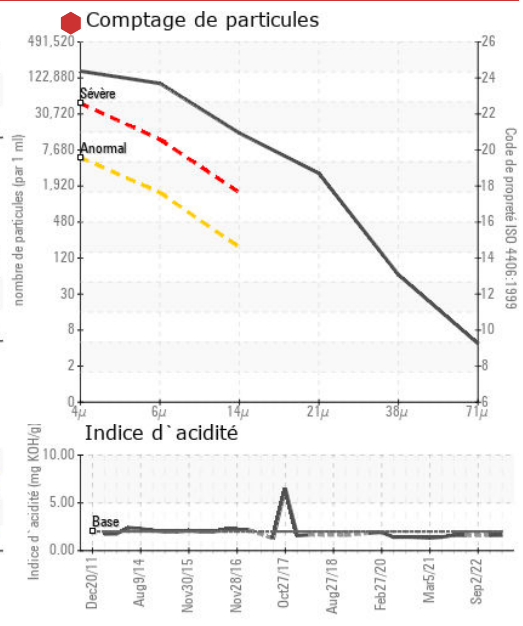 Comptage de particules
491,520
122,880
30,720
7,680
1,920
480
120
30
8
2
0
nombre de particules (par 1 ml)
Sévère
Anormal
26
24
22
20
18
16
14
12
10
8
6
Code de propreté ISO 4406:1999
4µ
6µ
14µ
21µ
38µ
71µ
Indice d`acidité
10.00
5.00
0.00
Indice d`acidité (mg KOH/g)
Base
Dec20/11
Aug9/14
Nov30/15
Nov28/16
Oct27/17
Aug27/18
Feb27/20
Mar5/21
Sep2/22